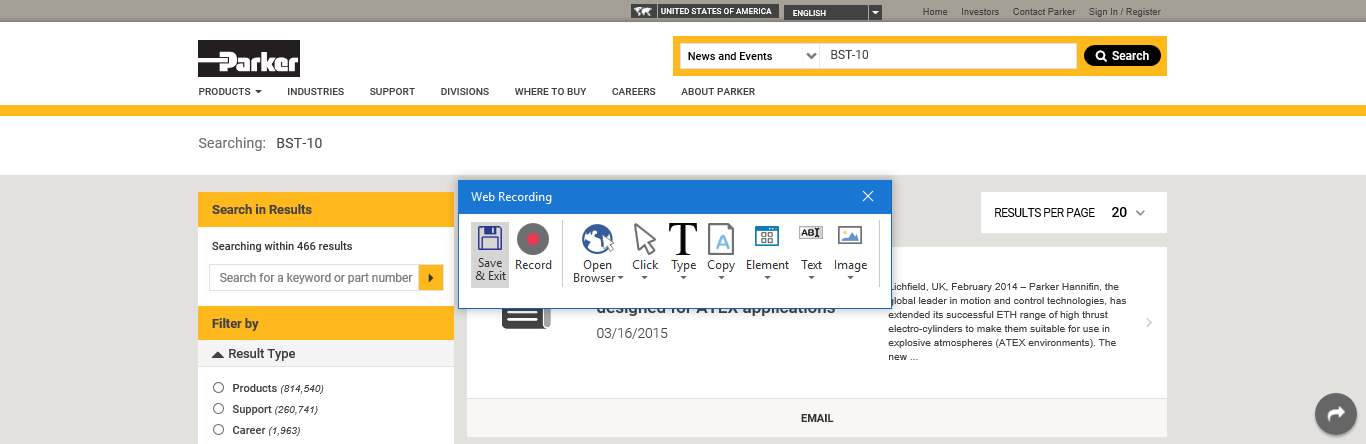 UNITED STATES OF AMERICA
ENGLISH
Home
Investors
Contact Parker
Sign In / Register
Parker
News and Events
BST-10
Search
PRODUCTS
INDUSTRIES
SUPPORT
DIVISIONS
WHERE TO BUY
CAREERS
ABOUT PARKER
Searching: BST-10
Search in Results
Searching within 466 results
Search for a keyword or part number
Filter by
Result Type
Products (814,540)
Support (260,741)
Career (1,963)
Web Recording
Save
& Exit
Record
Open
Browser
Click
Type
Copy
Element
ABI
Text
Image
RESULTS PER PAGE 20
designed for ATEX applications
03/16/2015
Lichfield, UK, February 2014 – Parker Hannifin, the
global leader in motion and control technologies, has
extended its successful ETH range of high thrust
electro-cylinders to make them suitable for use in
explosive atmospheres (ATEX environments). The
new ...
EMAIL